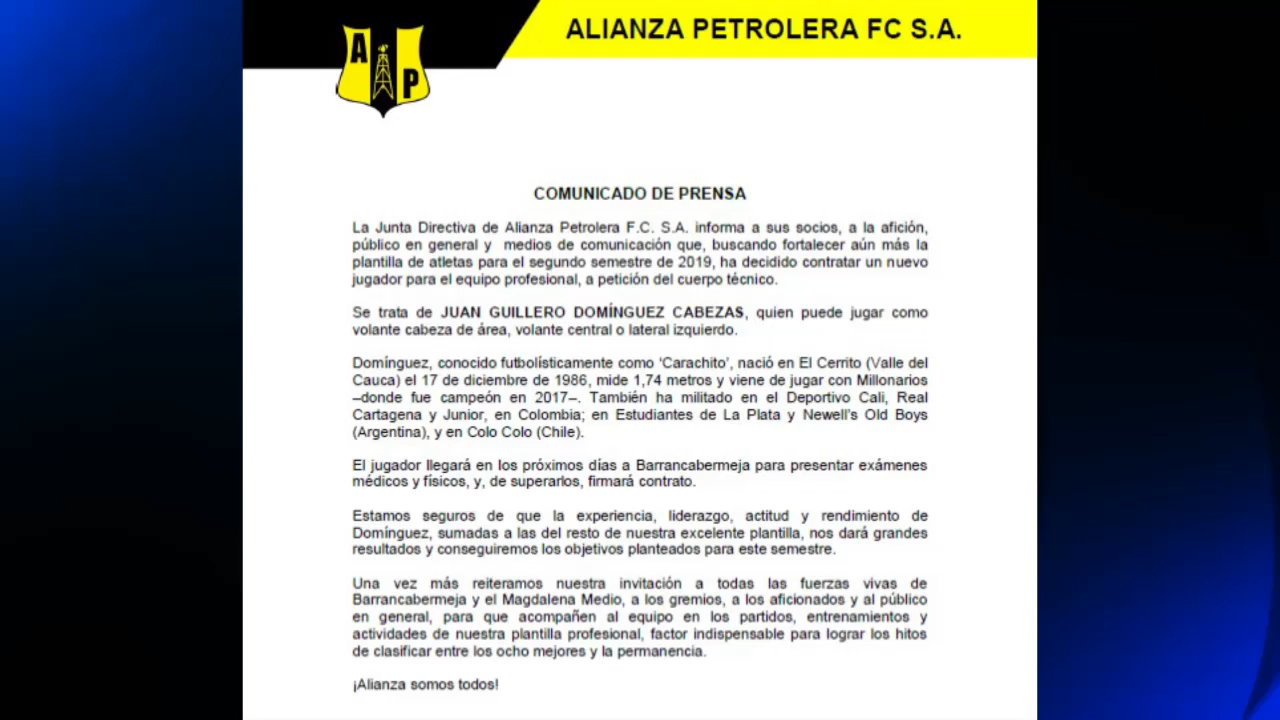 ALIANZA PETROLERA FC S.A.
A P
COMUNICADO DE PRENSA
La Junta Directiva de Alianza Petrolera F.C. S.A. informa a sus socios, a la afición,
público en general y medios de comunicación que, buscando fortalecer aún más la
plantilla de atletas para el segundo semestre de 2019, ha decidido contratar un nuevo
jugador para el equipo profesional, a petición del cuerpo técnico.
Se trata de JUAN GUILLERO DOMÍNGUEZ CABEZAS, quien puede jugar como
volante cabeza de área, volante central o lateral izquierdo.
Domínguez, conocido futbolísticamente como ‘Carachito’, nació en El Cerrito (Valle del
Cauca) el 17 de diciembre de 1986, mide 1,74 metros y viene de jugar con Millonarios
–donde fue campeón en 2017–. También ha militado en el Deportivo Cali, Real
Cartagena y Junior, en Colombia; en Estudiantes de La Plata y Newell’s Old Boys
(Argentina), y en Colo Colo (Chile).
El jugador llegará en los próximos días a Barrancabermeja para presentar exámenes
médicos y físicos, y, de superarlos, firmará contrato.
Estamos seguros de que la experiencia, liderazgo, actitud y rendimiento de
Domínguez, sumadas a las del resto de nuestra excelente plantilla, nos dará grandes
resultados y conseguiremos los objetivos planteados para este semestre.
Una vez más reiteramos nuestra invitación a todas las fuerzas vivas de
Barrancabermeja y el Magdalena Medio, a los gremios, a los aficionados y al público
en general, para que acompañen al equipo en los partidos, entrenamientos y
actividades de nuestra plantilla profesional, factor indispensable para lograr los hitos
de clasificar entre los ocho mejores y la permanencia.
¡Alianza somos todos!